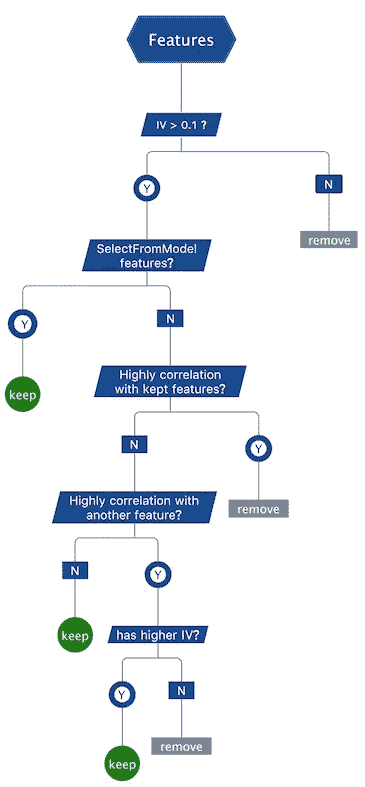 Features
IV > 0.1 ?
Y
N
remove
SelectFromModel
features?
Y
N
keep
Highly correlation
with kept features?
N
Y
remove
Highly correlation with
another feature?
N
Y
keep
has higher IV?
Y
N
remove
keep